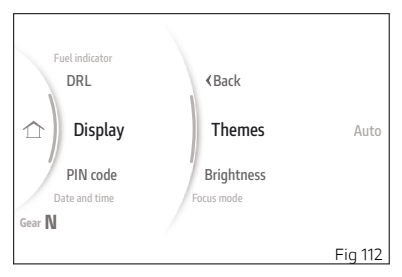 Fuel indicator
DRL
‹Back
Display
Themes
Auto
PIN code
Brightness
Date and time
Focus mode
Gear N
Fig 112